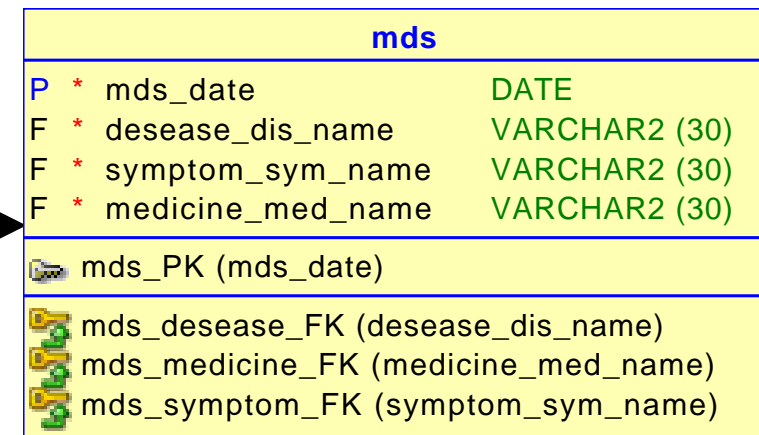 mds
P * mds_date DATE
F * desease_dis_name VARCHAR2 (30)
F * symptom_sym_name VARCHAR2 (30)
F * medicine_med_name VARCHAR2 (30)
mds_PK (mds_date)
mds_desease_FK (desease_dis_name)
mds_medicine_FK (medicine_med_name)
mds_symptom_FK (symptom_sym_name)